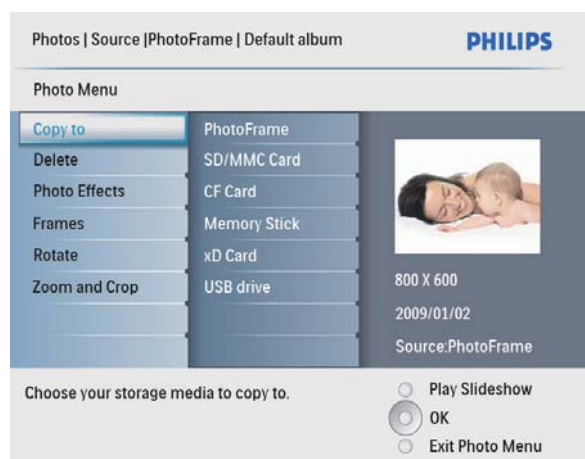 Photos | Source |PhotoFrame | Default album
PHILIPS
Photo Menu
Copy to
Delete
Photo Effects
Frames
Rotate
Zoom and Crop
PhotoFrame
SD/MMC Card
CF Card
Memory Stick
xD Card
USB drive
800 X 600
2009/01/02
Source:PhotoFrame
Choose your storage media to copy to.
Play Slideshow
OK
Exit Photo Menu